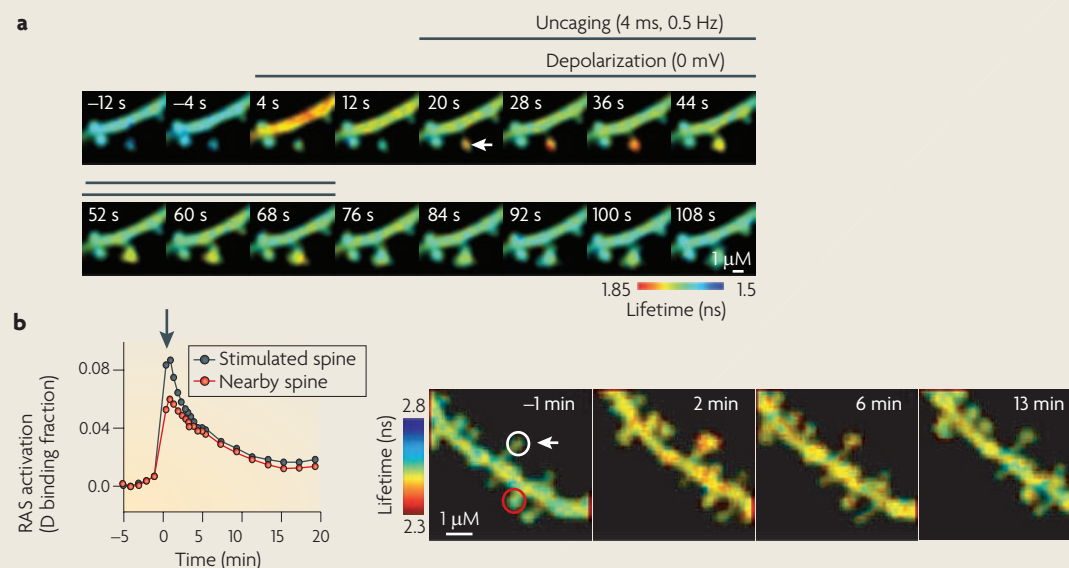 a
Uncaging (4 ms, 0.5 Hz)
Depolarization (0 mV)
–12 s –4 s 4 s 12 s 20 s 28 s 36 s 44 s
52 s 60 s 68 s 76 s 84 s 92 s 100 s 108 s
1 µM
1.85 1.5
Lifetime (ns)
b
RAS activation
(D binding fraction)
0.08
0.04
0.0
–5 0 5 10 15 20
Time (min)
Stimulated spine
Nearby spine
Lifetime (ns)
2.8
2.3
–1 min 2 min 6 min 13 min
1 µM